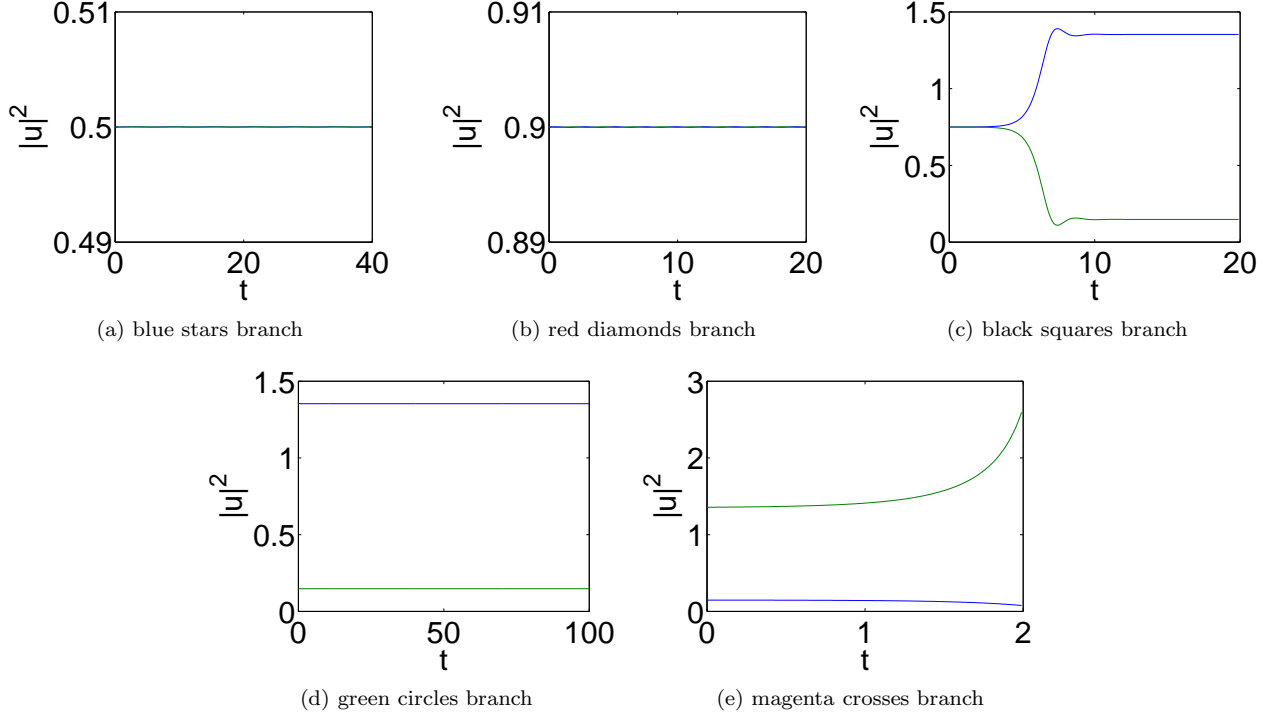 0.51
0.5
0.49
|u|^2
0 20 40
t
(a) blue stars branch
0.91
0.9
0.89
|u|^2
0 10 20
t
(b) red diamonds branch
1.5
1
0.5
0
|u|^2
0 10 20
t
(c) black squares branch
1.5
1
0.5
0
|u|^2
0 50 100
t
(d) green circles branch
3
2
1
0
|u|^2
0 1 2
t
(e) magenta crosses branch